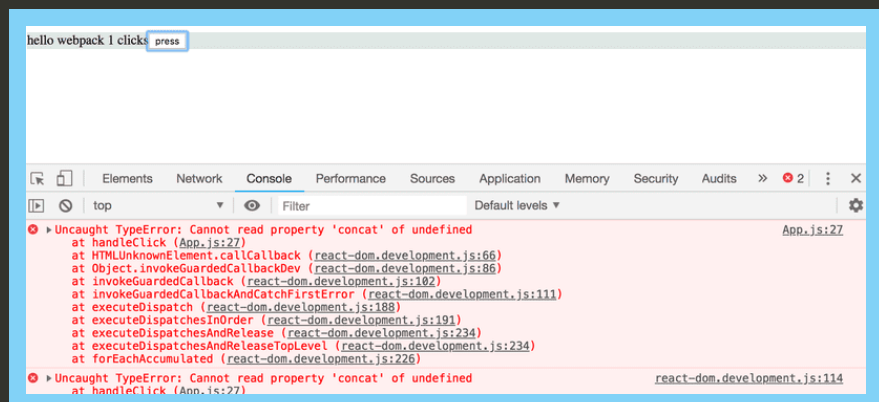 hello webpack 1 clicks press
Elements Network Console Performance Sources Application Memory Security Audits » 2
top Filter Default levels ▼
Uncaught TypeError: Cannot read property 'concat' of undefined App.js:27
at handleClick (App.js:27)
at HTMLUnknownElement.callCallback (react-dom.development.js:66)
at Object.invokeGuardedCallbackDev (react-dom.development.js:86)
at invokeGuardedCallback (react-dom.development.js:102)
at invokeGuardedCallbackAndCatchFirstError (react-dom.development.js:111)
at executeDispatch (react-dom.development.js:188)
at executeDispatchesInOrder (react-dom.development.js:191)
at executeDispatchesAndRelease (react-dom.development.js:234)
at executeDispatchesAndReleaseTopLevel (react-dom.development.js:234)
at forEachAccumulated (react-dom.development.js:226)
Uncaught TypeError: Cannot read property 'concat' of undefined react-dom.development.js:114
at handleClick (App.js:27)